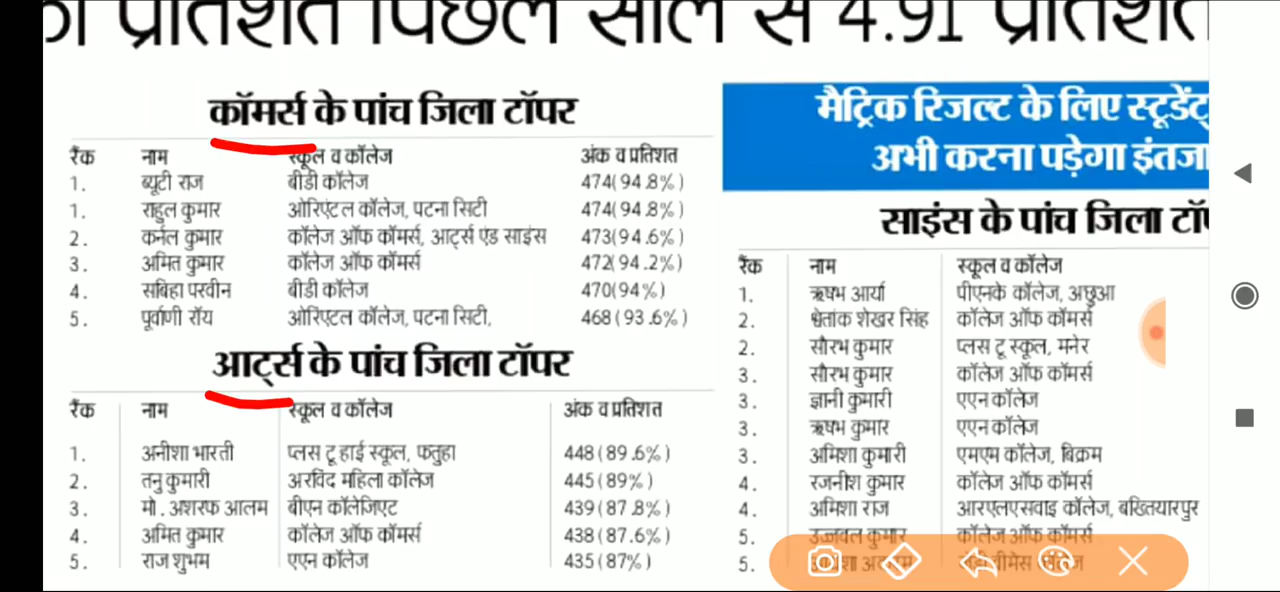 प्रतिशत पिछले साल से 4.91 प्रतिशत
कॉमर्स के पांच जिला टॉपर
रैंक नाम स्कूल व कॉलेज अंक व प्रतिशत
1. ब्यूटी राज बीडी कॉलेज 474(94.8%)
1. राहुल कुमार ओरिएंटल कॉलेज, पटना सिटी 474(94.8%)
2. कर्नल कुमार कॉलेज ऑफ कॉमर्स, आर्ट्स एंड साइंस 473(94.6%)
3. अमित कुमार कॉलेज ऑफ कॉमर्स 472(94.2%)
4. सबिहा परवीन बीडी कॉलेज 470(94%)
5. पूर्वाणी रॉय ओरिएंटल कॉलेज, पटना सिटी, 468(93.6%)
आर्ट्स के पांच जिला टॉपर
रैंक नाम स्कूल व कॉलेज अंक व प्रतिशत
1. अनीशा भारती प्लस टू हाई स्कूल, फतुहा 448(89.6%)
2. तनु कुमारी अरविंद महिला कॉलेज 445(89%)
3. मो. अशरफ आलम बीएन कॉलेजिएट 439(87.8%)
4. अमित कुमार कॉलेज ऑफ कॉमर्स 438(87.6%)
5. राज शुभम एएन कॉलेज 435(87%)
मैट्रिक रिजल्ट के लिए स्टूडेंट्
अभी करना पड़ेगा इंतजा
साइंस के पांच जिला टॉप
रैंक नाम स्कूल व कॉलेज
1. ऋषभ आर्या पीएनके कॉलेज, अछुआ
2. श्वेतांक शेखर सिंह कॉलेज ऑफ कॉमर्स
2. सौरभ कुमार प्लस टू स्कूल, मनेर
3. सौरभ कुमार कॉलेज ऑफ कॉमर्स
3. ज्ञानी कुमारी एएन कॉलेज
3. ऋषभ कुमार एएन कॉलेज
3. अमिशा कुमारी एमएम कॉलेज, बिक्रम
4. रजनीश कुमार कॉलेज ऑफ कॉमर्स
4. अमिशा राज आरएलएसवाइ कॉलेज, बख्तियारपुर
5. उज्जवल कुमार कॉलेज ऑफ कॉमर्स
5.